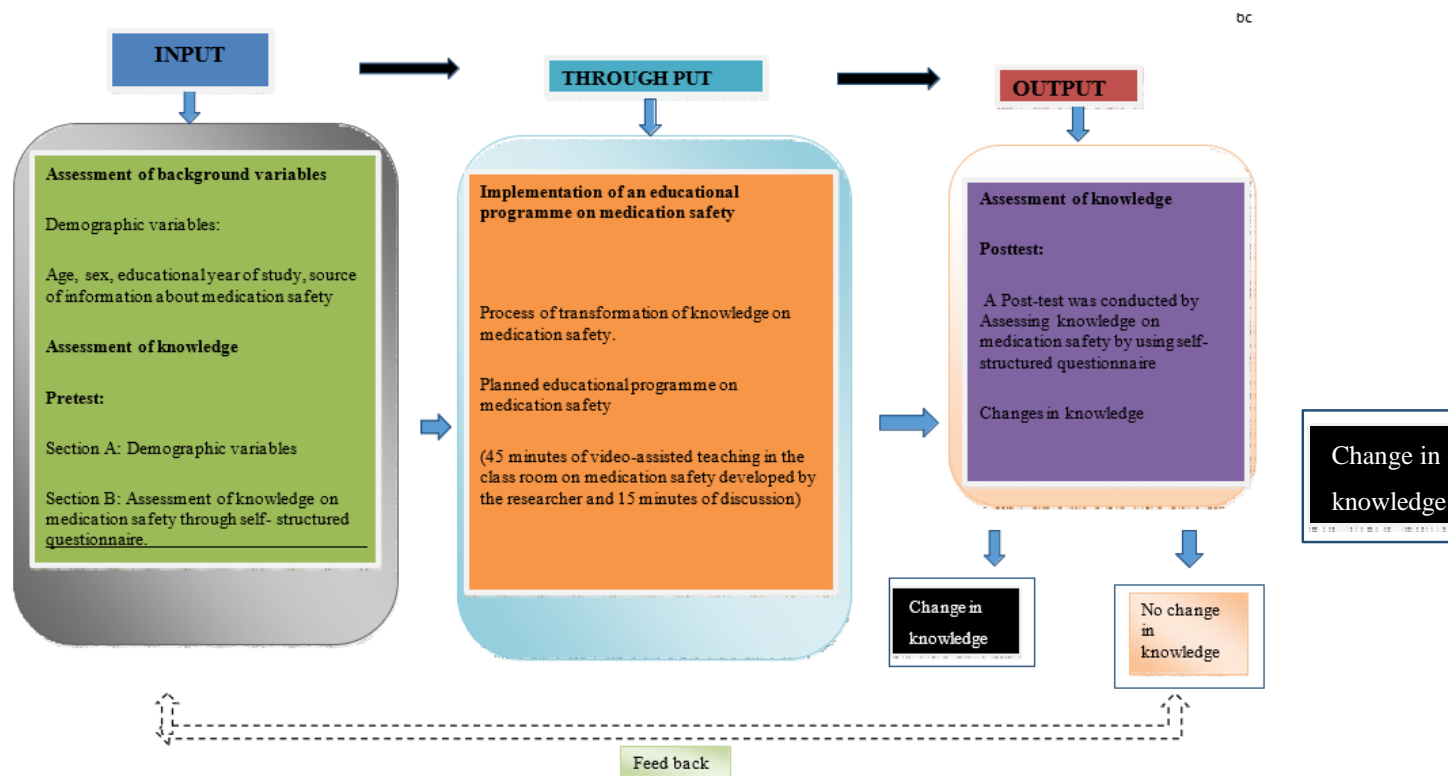 bc
INPUT
THROUGH PUT
OUTPUT
Assessment of background variables
Demographic variables:
Age, sex, educational year of study, source
of information about medication safety
Assessment of knowledge
Pretest:
Section A: Demographic variables
Section B: Assessment of knowledge on
medication safety through self- structured
questionnaire.
Implementation of an educational
programme on medication safety
Process of transformation of knowledge on
medication safety.
Planned educational programme on
medication safety
(45 minutes of video-assisted teaching in the
class room on medication safety developed by
the researcher and 15 minutes of discussion)
Assessment of knowledge
Posttest:
A Post-test was conducted by
Assessing knowledge on
medication safety by using self-
structured questionnaire
Changes in knowledge
Change in
knowledge
Change in
knowledge
No change
in
knowledge
Feed back